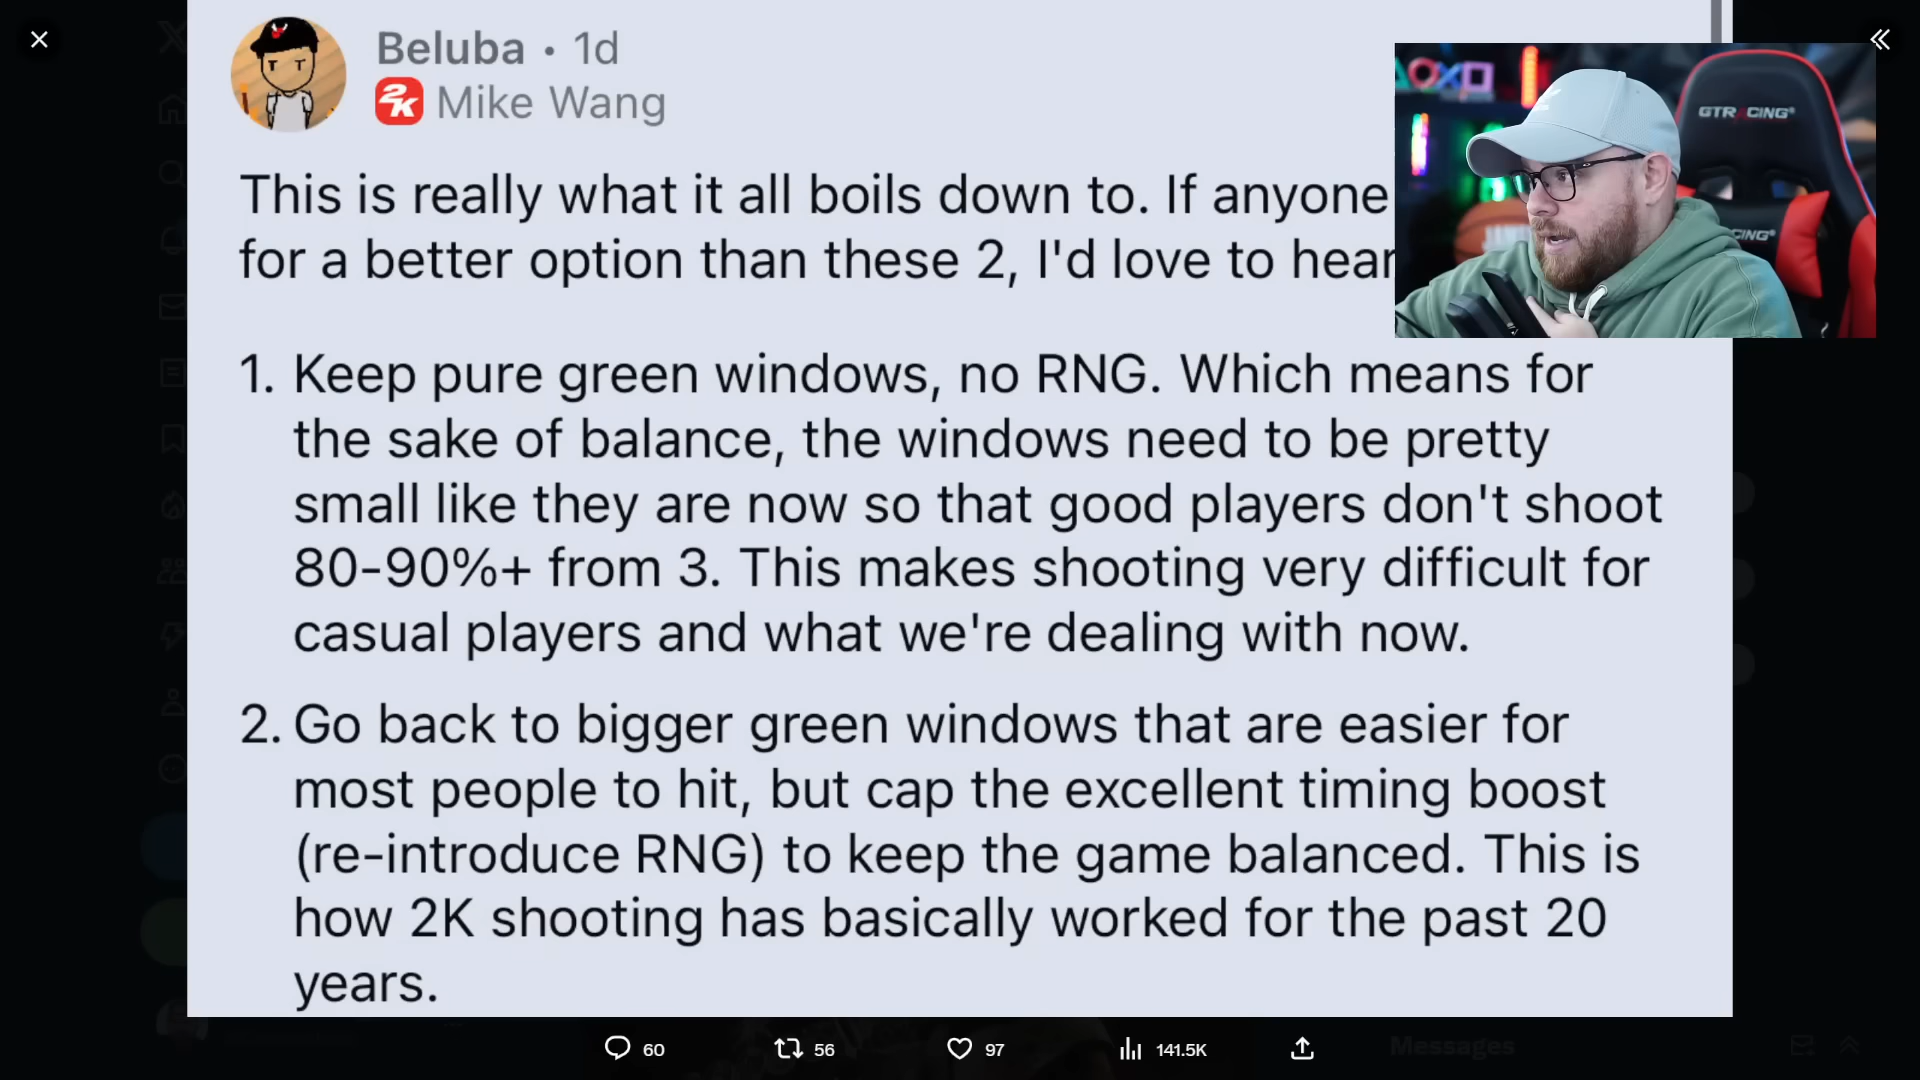 Beluba • 1d
2K Mike Wang
This is really what it all boils down to. If anyone
for a better option than these 2, I'd love to hear
1. Keep pure green windows, no RNG. Which means for
the sake of balance, the windows need to be pretty
small like they are now so that good players don't shoot
80-90%+ from 3. This makes shooting very difficult for
casual players and what we're dealing with now.
2. Go back to bigger green windows that are easier for
most people to hit, but cap the excellent timing boost
(re-introduce RNG) to keep the game balanced. This is
how 2K shooting has basically worked for the past 20
years.
GTRACING®
CING®
60 56 97 141.5K
Messages